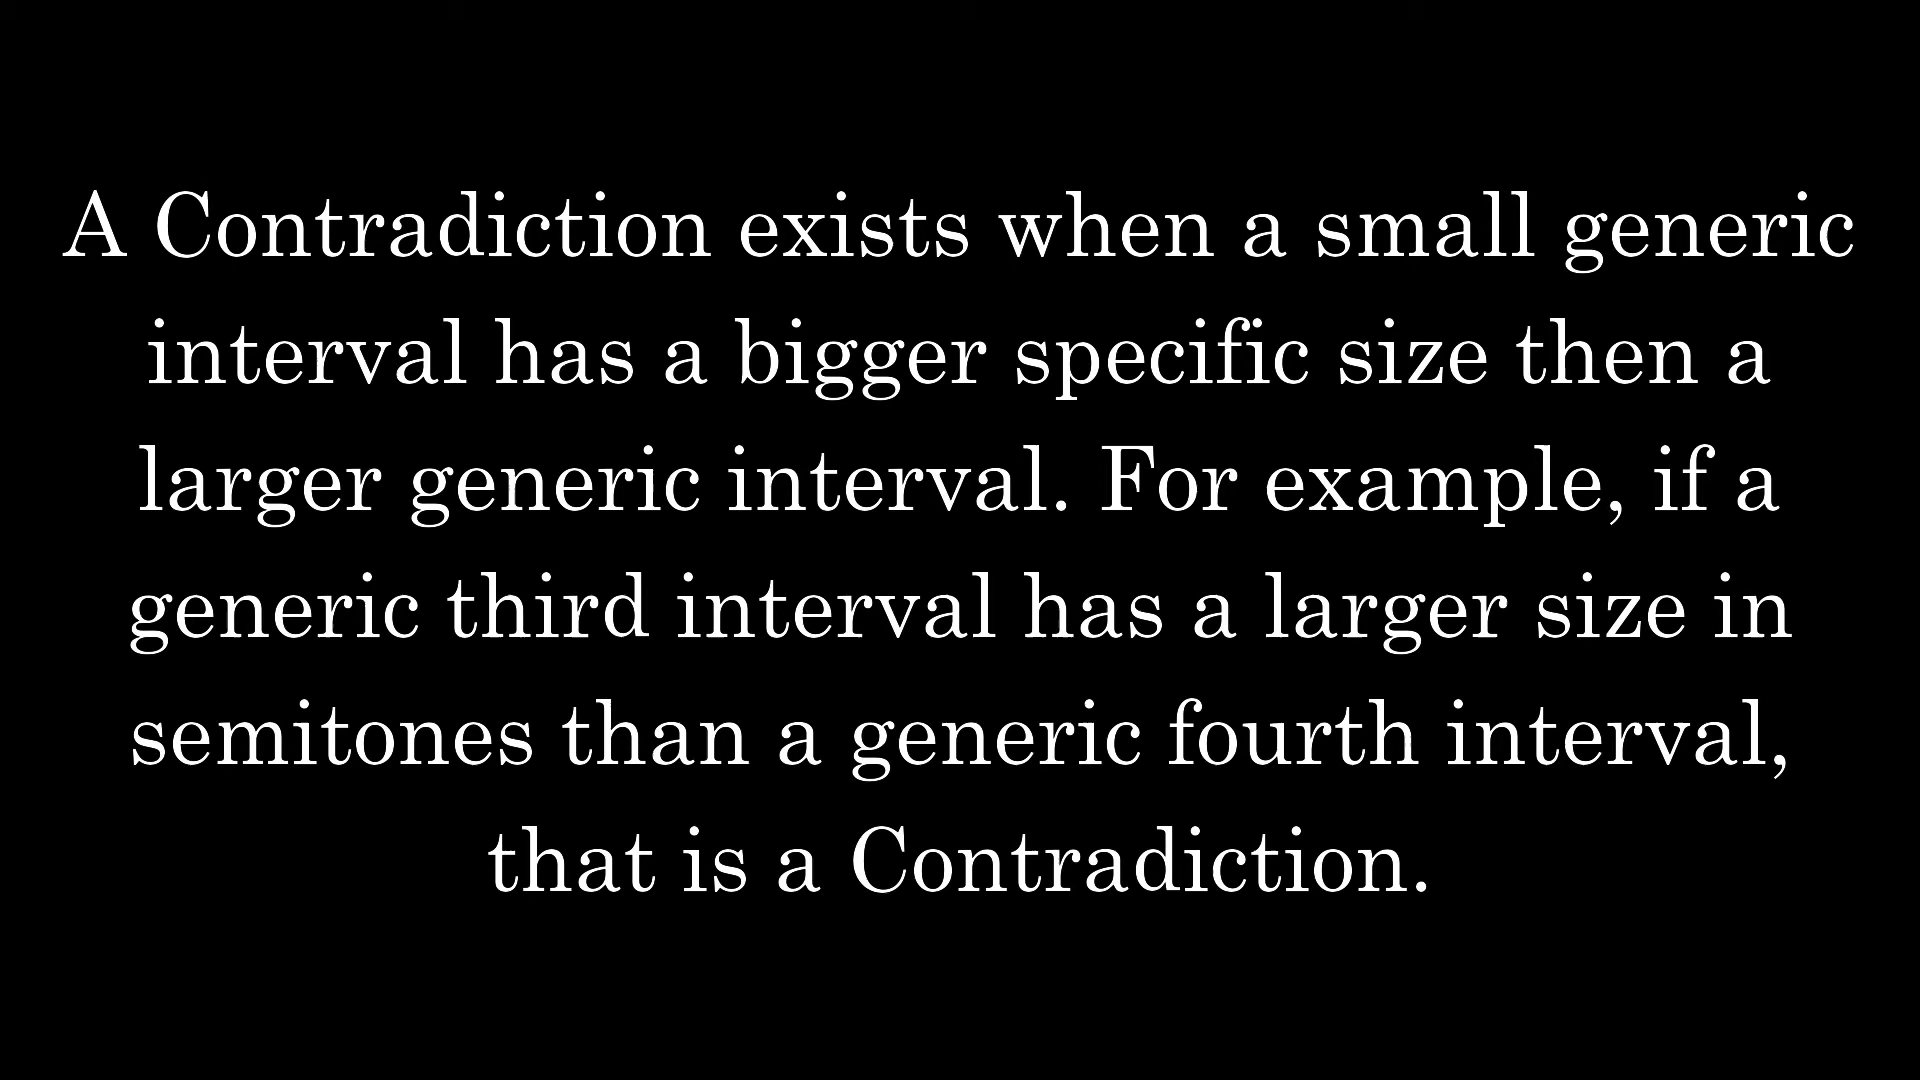 A Contradiction exists when a small generic
interval has a bigger specific size then a
larger generic interval. For example, if a
generic third interval has a larger size in
semitones than a generic fourth interval,
that is a Contradiction.